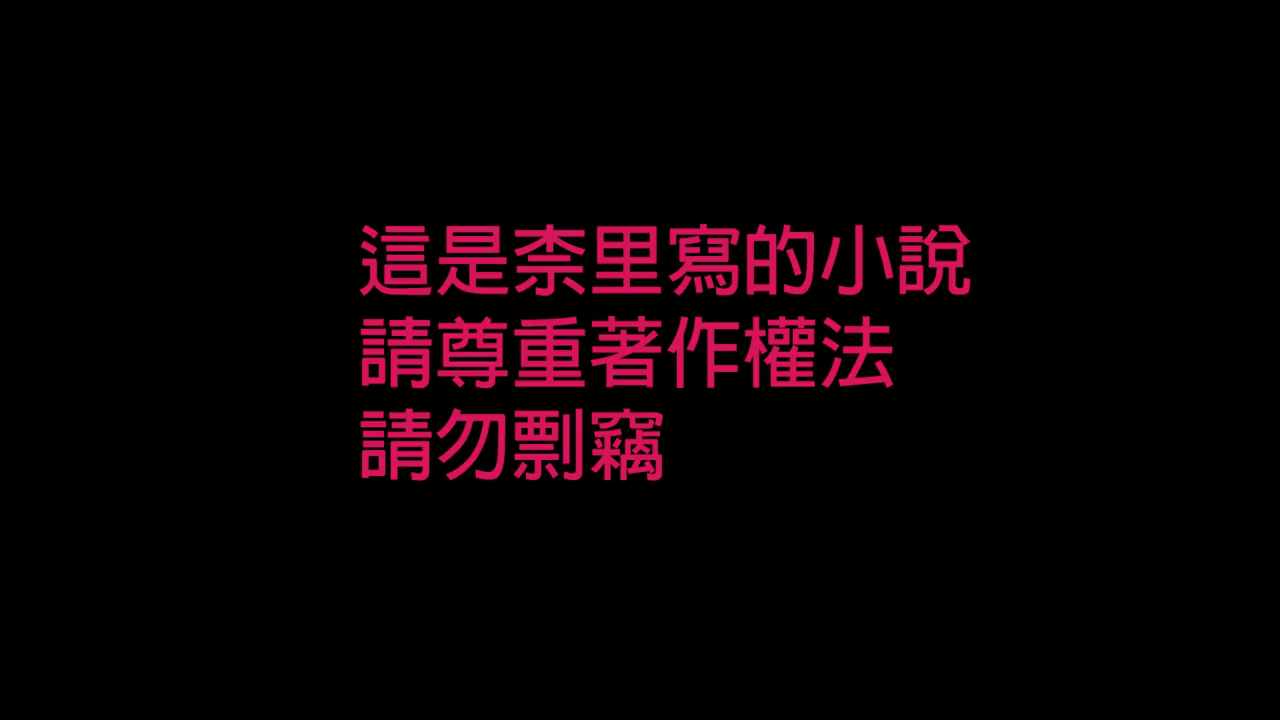 這是柰里寫的小說
請尊重著作權法
請勿剽竊